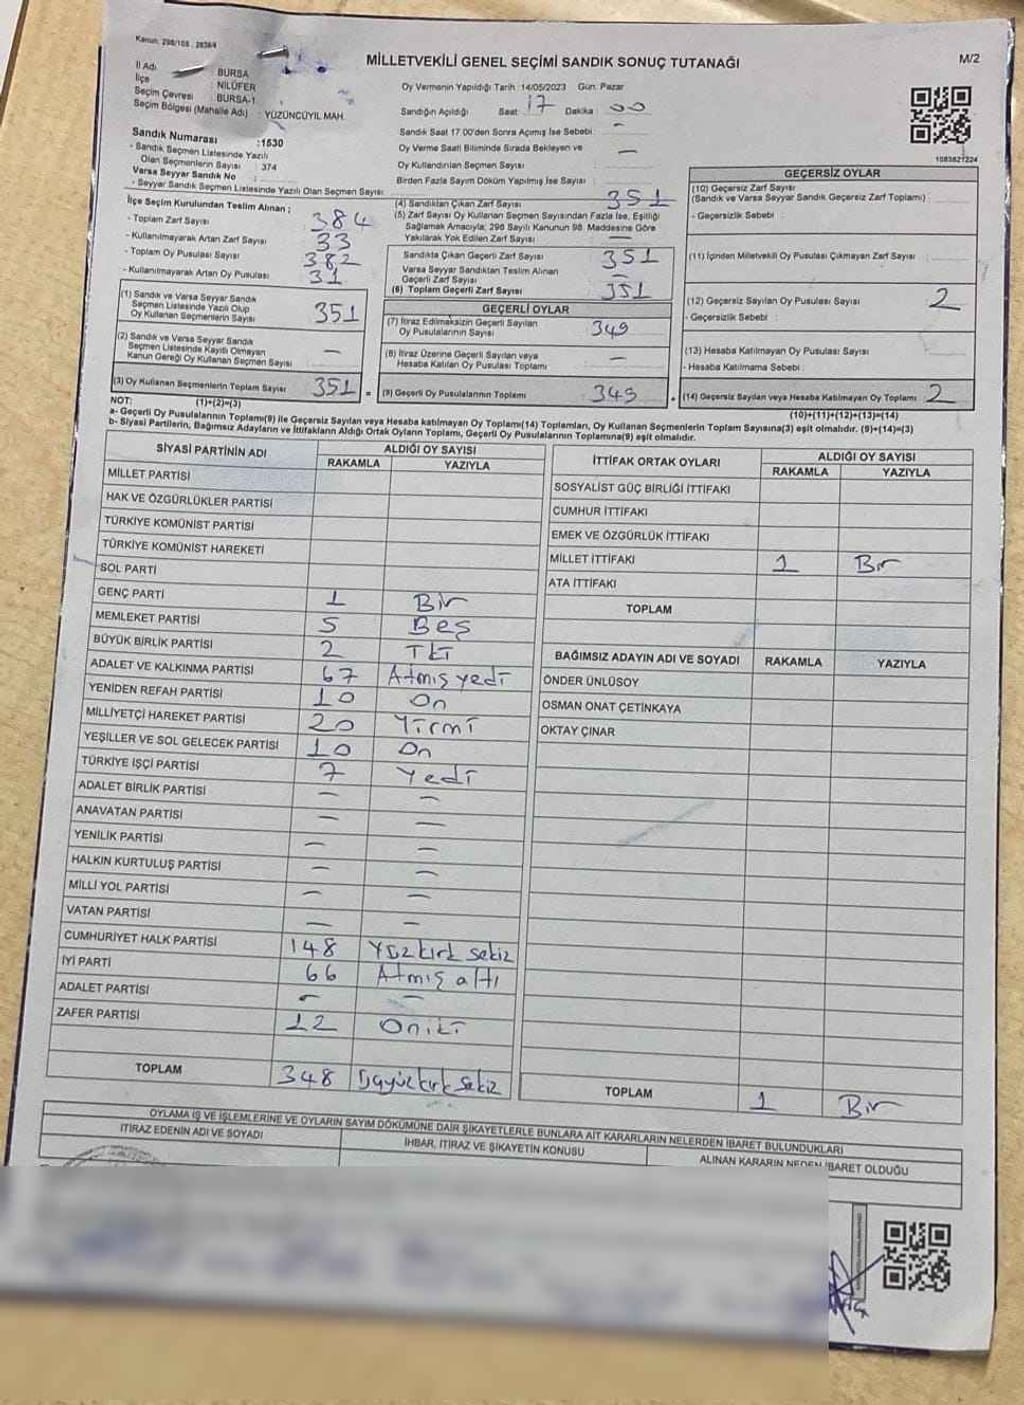 Kanun: 298/105 , 28364
MİLLETVEKİLİ GENEL SEÇİMİ SANDIK SONUÇ TUTANAĞI
M/2
İl Adı : BURSA
İlçe : NİLÜFER
Seçim Çevresi : BURSA-1
Seçim Bölgesi (Mahalle Adı) : YÜZÜNCÜYIL MAH.
Sandık Numarası :1530
- Sandık Seçmen Listesinde Yazılı
Olan Seçmenlerin Sayısı : 374
Varsa Seyyar Sandık No :
- Seyyar Sandık Seçmen Listesinde Yazılı Olan Seçmen Sayısı:
İlçe Seçim Kurulundan Teslim Alınan ;
- Toplam Zarf Sayısı 384
- Kullanılmayarak Artan Zarf Sayısı 33
- Toplam Oy Pusulası Sayısı 382
- Kullanılmayarak Artan Oy Pusulası 31
(1) Sandık ve Varsa Seyyar Sandık
Seçmen Listesinde Yazılı Olup
Oy Kullanan Seçmenlerin Sayısı 351
(2) Sandık ve Varsa Seyyar Sandık
Seçmen Listesinde Kayıtlı Olmayan
Kanun Gereği Oy Kullanan Seçmen Sayısı —
(3) Oy Kullanan Seçmenlerin Toplam Sayısı 351 =
(1)+(2)=(3)
Oy Vermenin Yapıldığı Tarih :14/05/2023 Gün: Pazar
Sandığın Açıldığı Saat : 17 Dakika : 00
Sandık Saat 17.00'den Sonra Açımış İse Sebebi : —
Oy Verme Saati Bitiminde Sırada Bekleyen ve
Oy Kullandırılan Seçmen Sayısı : —
Birden Fazla Sayım Döküm Yapılmış İse Sayısı :
(4) Sandıktan Çıkan Zarf Sayısı 351
(5) Zarf Sayısı Oy Kullanan Seçmen Sayısından Fazla İse, Eşitliği
Sağlamak Amacıyla; 298 Sayılı Kanunun 98. Maddesine Göre
Yakılarak Yok Edilen Zarf Sayısı —
Sandıkta Çıkan Geçerli Zarf Sayısı 351
Varsa Seyyar Sandıktan Teslim Alınan
Geçerli Zarf Sayısı —
(6) Toplam Geçerli Zarf Sayısı 351
GEÇERLİ OYLAR
(7) İtiraz Edilmeksizin Geçerli Sayılan
Oy Pusulalarının Sayısı 349
(8) İtiraz Üzerine Geçerli Sayılan veya
Hesaba Katılan Oy Pusulaları Toplamı —
(9) Geçerli Oy Pusulalarının Toplamı 349 +
1083621224
GEÇERSİZ OYLAR
(10) Geçersiz Zarf Sayısı
(Sandık ve Varsa Seyyar Sandık Geçersiz Zarf Toplamı) :
- Geçersizlik Sebebi :
(11) İçinden Milletvekili Oy Pusulası Çıkmayan Zarf Sayısı
(12) Geçersiz Sayılan Oy Pusulası Sayısı 2
- Geçersizlik Sebebi :
(13) Hesaba Katılmayan Oy Pusulası Sayısı
- Hesaba Katılmama Sebebi :
(14) Geçersiz Sayılan veya Hesaba Katılmayan Oy Toplamı 2
(10)+(11)+(12)+(13)=(14)
NOT:
a- Geçerli Oy Pusulalarının Toplamı(9) ile Geçersiz Sayılan veya Hesaba katılmayan Oy Toplamı(14) Toplamları, Oy Kullanan Seçmenlerin Toplam Sayısına(3) eşit olmalıdır. (9)+(14)=(3)
b- Siyasi Partilerin, Bağımsız Adayların ve İttifakların Aldığı Ortak Oyların Toplamı, Geçerli Oy Pusulalarının Toplamına(9) eşit olmalıdır.
SİYASİ PARTİNİN ADI ALDIĞI OY SAYISI
RAKAMLA YAZIYLA
MİLLET PARTİSİ
HAK VE ÖZGÜRLÜKLER PARTİSİ
TÜRKİYE KOMÜNİST PARTİSİ
TÜRKİYE KOMÜNİST HAREKETİ
SOL PARTİ
GENÇ PARTİ 1 Bir
MEMLEKET PARTİSİ 5 Beş
BÜYÜK BİRLİK PARTİSİ 2 İki
ADALET VE KALKINMA PARTİSİ 67 Atmış yedi
YENİDEN REFAH PARTİSİ 10 On
MİLLİYETÇİ HAREKET PARTİSİ 20 Yirmi
YEŞİLLER VE SOL GELECEK PARTİSİ 10 On
TÜRKİYE İŞÇİ PARTİSİ 7 Yedi
ADALET BİRLİK PARTİSİ — —
ANAVATAN PARTİSİ — —
YENİLİK PARTİSİ — —
HALKIN KURTULUŞ PARTİSİ — —
MİLLİ YOL PARTİSİ — —
VATAN PARTİSİ — —
CUMHURİYET HALK PARTİSİ 148 Yüz kırk sekiz
İYİ PARTİ 66 Atmış altı
ADALET PARTİSİ — —
ZAFER PARTİSİ 12 Oniki
TOPLAM 348 Üçyüzkırk sekiz
İTTİFAK ORTAK OYLARI ALDIĞI OY SAYISI
RAKAMLA YAZIYLA
SOSYALİST GÜÇ BİRLİĞİ İTTİFAKI
CUMHUR İTTİFAKI
EMEK VE ÖZGÜRLÜK İTTİFAKI
MİLLET İTTİFAKI 1 Bir
ATA İTTİFAKI
TOPLAM
BAĞIMSIZ ADAYIN ADI VE SOYADI RAKAMLA YAZIYLA
ÖNDER ÜNLÜSOY
OSMAN ONAT ÇETİNKAYA
OKTAY ÇINAR
TOPLAM 1 Bir
OYLAMA İŞ VE İŞLEMLERİNE VE OYLARIN SAYIM DÖKÜMÜNE DAİR ŞİKAYETLERLE BUNLARA AİT KARARLARIN NELERDEN İBARET BULUNDUKLARI
İTİRAZ EDENİN ADI VE SOYADI İHBAR, İTİRAZ VE ŞİKAYETİN KONUSU ALINAN KARARIN NEDEN İBARET OLDUĞU